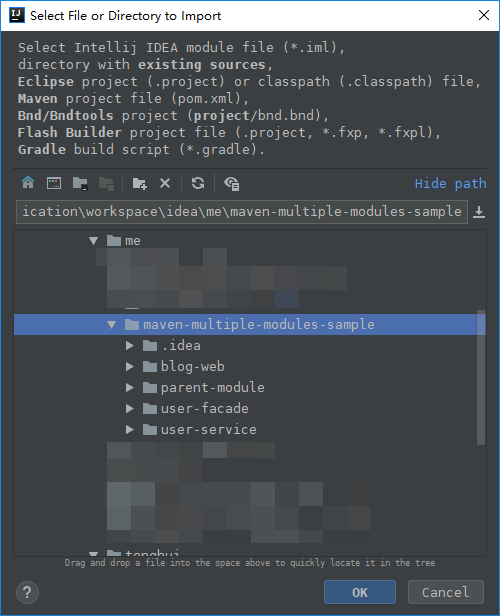 IJ Select File or Directory to Import
Select Intellij IDEA module file (*.iml),
directory with existing sources,
Eclipse project (.project) or classpath (.classpath) file,
Maven project file (pom.xml),
Bnd/Bndtools project (project/bnd.bnd),
Flash Builder project file (.project, *.fxp, *.fxpl),
Gradle build script (*.gradle).
Hide path
ication\workspace\idea\me\maven-multiple-modules-sample
me
maven-multiple-modules-sample
.idea
blog-web
parent-module
user-facade
user-service
tonghui
Drag and drop a file into the space above to quickly locate it in the tree
?
OK
Cancel